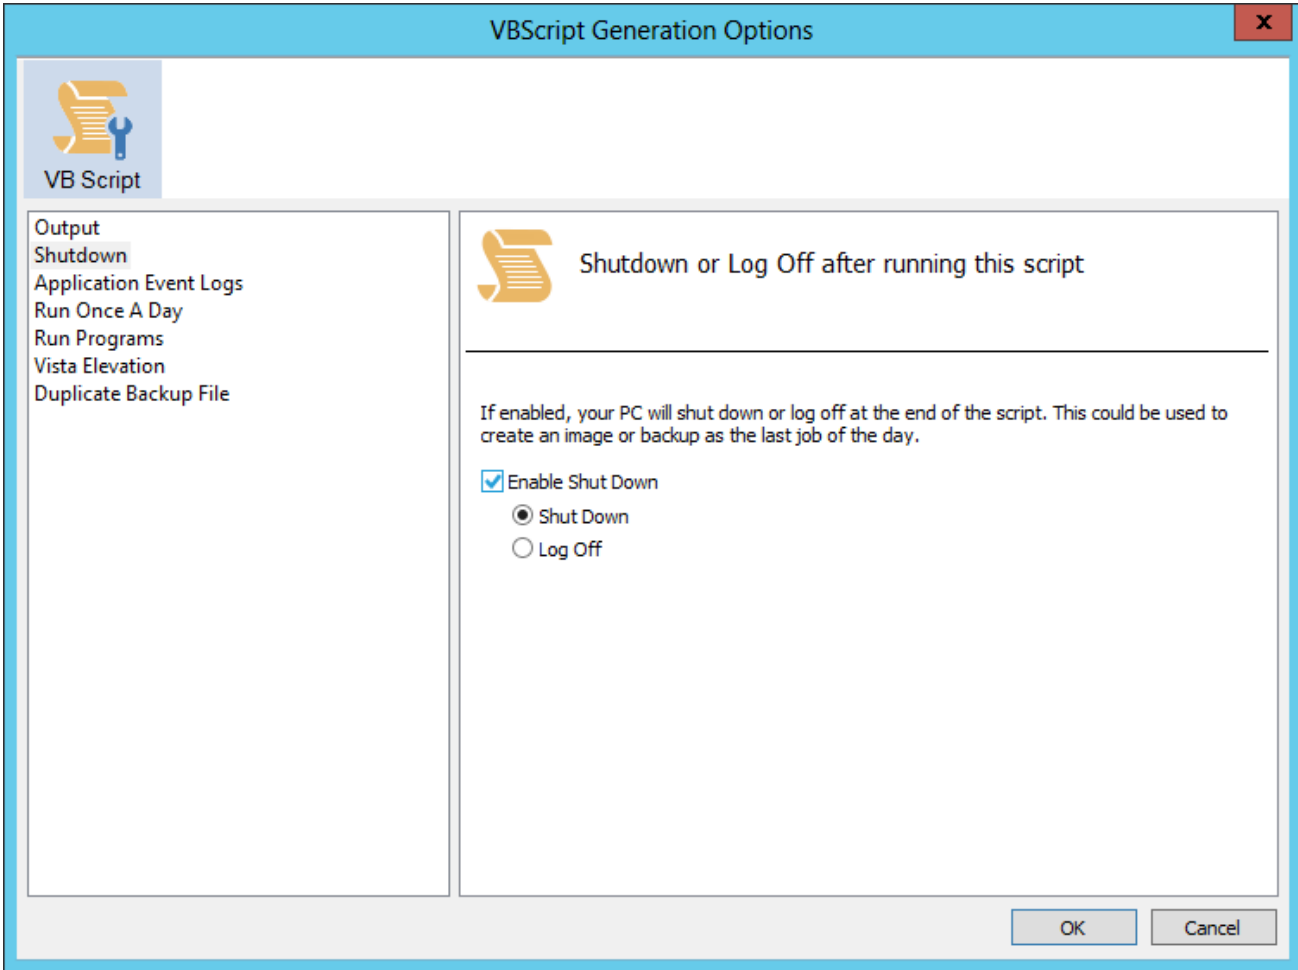 VBScript Generation Options
x
VB Script
Output
Shutdown
Application Event Logs
Run Once A Day
Run Programs
Vista Elevation
Duplicate Backup File
Shutdown or Log Off after running this script
If enabled, your PC will shut down or log off at the end of the script. This could be used to
create an image or backup as the last job of the day.
Enable Shut Down
Shut Down
Log Off
OK
Cancel